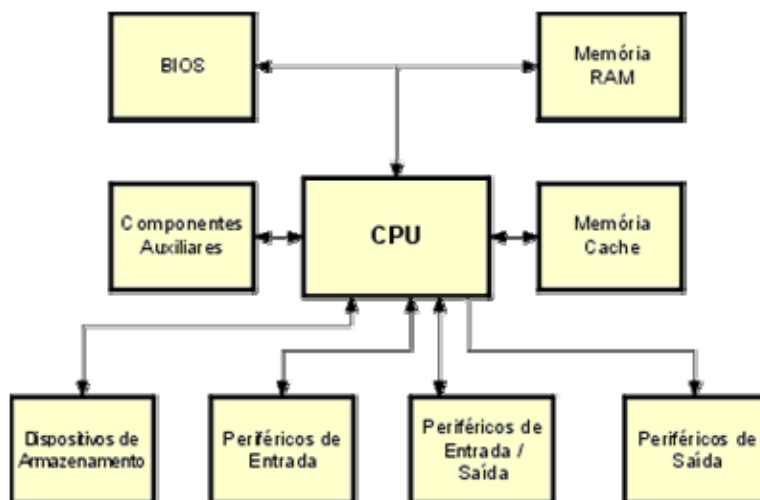 BIOS
Memória
RAM
Componentes
Auxiliares
CPU
Memória
Cache
Dispositivos de
Armazenamento
Periféricos de
Entrada
Periféricos de
Entrada /
Saída
Periféricos de
Saída